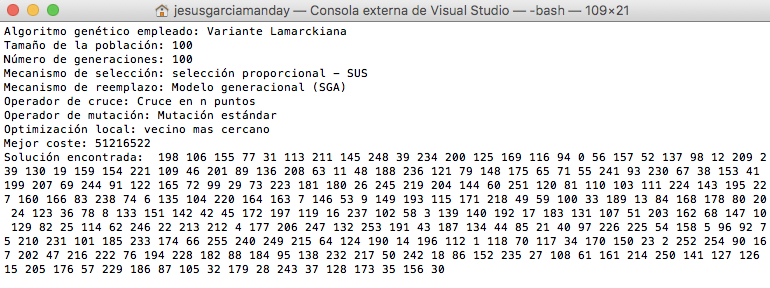 jesusgarciamanday — Consola externa de Visual Studio — -bash — 109×21
Algoritmo genético empleado: Variante Lamarckiana
Tamaño de la población: 100
Número de generaciones: 100
Mecanismo de selección: selección proporcional - SUS
Mecanismo de reemplazo: Modelo generacional (SGA)
Operador de cruce: Cruce en n puntos
Operador de mutación: Mutación estándar
Optimización local: vecino mas cercano
Mejor coste: 51216522
Solución encontrada:  198 106 155 77 31 113 211 145 248 39 234 200 125 169 116 94 0 56 157 52 137 98 12 209 2
39 130 19 159 154 221 109 46 201 89 136 208 63 11 48 188 236 121 79 148 175 65 71 55 241 93 230 67 38 153 41
199 207 69 244 91 122 165 72 99 29 73 223 181 180 26 245 219 204 144 60 251 120 81 110 103 111 224 143 195 22
7 160 166 83 238 74 6 135 104 220 164 163 7 146 53 9 149 193 115 171 218 49 59 100 33 189 13 84 168 178 80 20
24 123 36 78 8 133 151 142 42 45 172 197 119 16 237 102 58 3 139 140 192 17 183 131 107 51 203 162 68 147 10
129 82 25 114 62 246 22 213 212 4 177 206 247 132 253 191 43 187 134 44 85 21 40 97 226 225 54 158 5 96 92 7
5 210 231 101 185 233 174 66 255 240 249 215 64 124 190 14 196 112 1 118 70 117 34 170 150 23 2 252 254 90 16
7 202 47 216 222 76 194 228 182 88 184 95 138 232 217 50 242 18 86 152 235 27 108 61 161 214 250 141 127 126
15 205 176 57 229 186 87 105 32 179 28 243 37 128 173 35 156 30